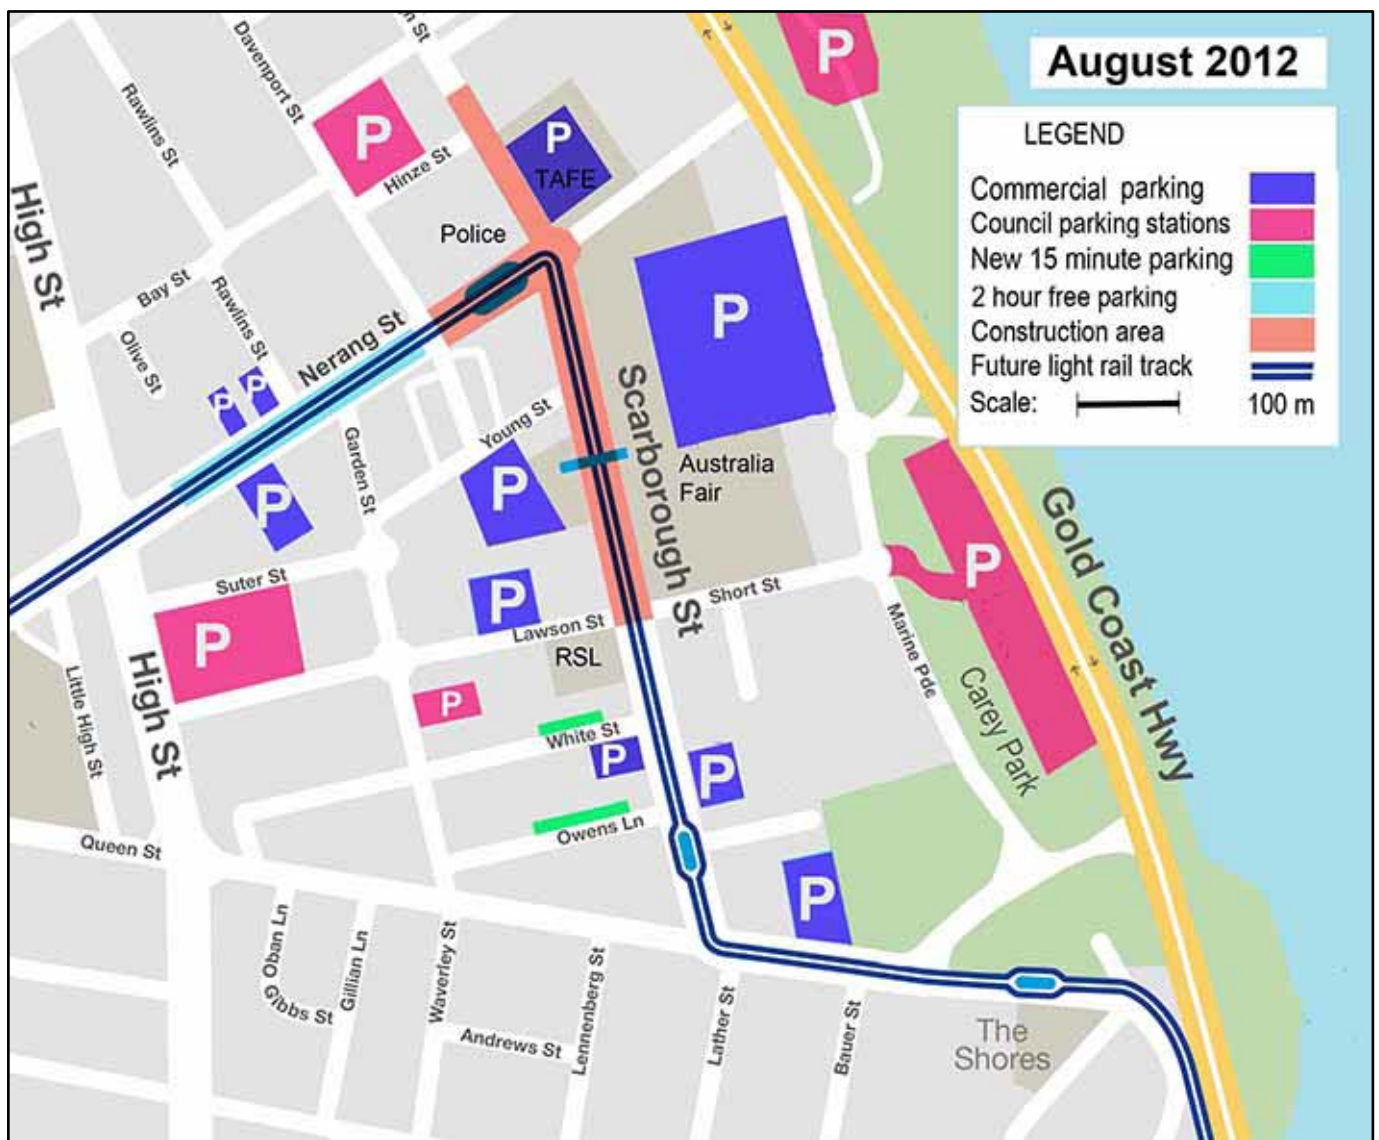 August 2012
LEGEND
Commercial parking
Council parking stations
New 15 minute parking
2 hour free parking
Construction area
Future light rail track
Scale: 100 m
Davenport St
Rawlins St
St
P
P
P
TAFE
Hinze St
Police
High St
Bay St
Rawlins St
Olive St
Nerang St
P
P
P
P
Young St
Garden St
P
P
Australia
Fair
Scarborough St
Gold Coast Hwy
P
Suter St
P
P
Short St
Lawson St
RSL
Marine Pde
Carey Park
High St
Little High St
P
White St
P
P
Owens Ln
Queen St
P
Oban Ln
Gibbs St
Gillian Ln
Waverley St
Andrews St
Lennenberg St
Lather St
Bauer St
The
Shores